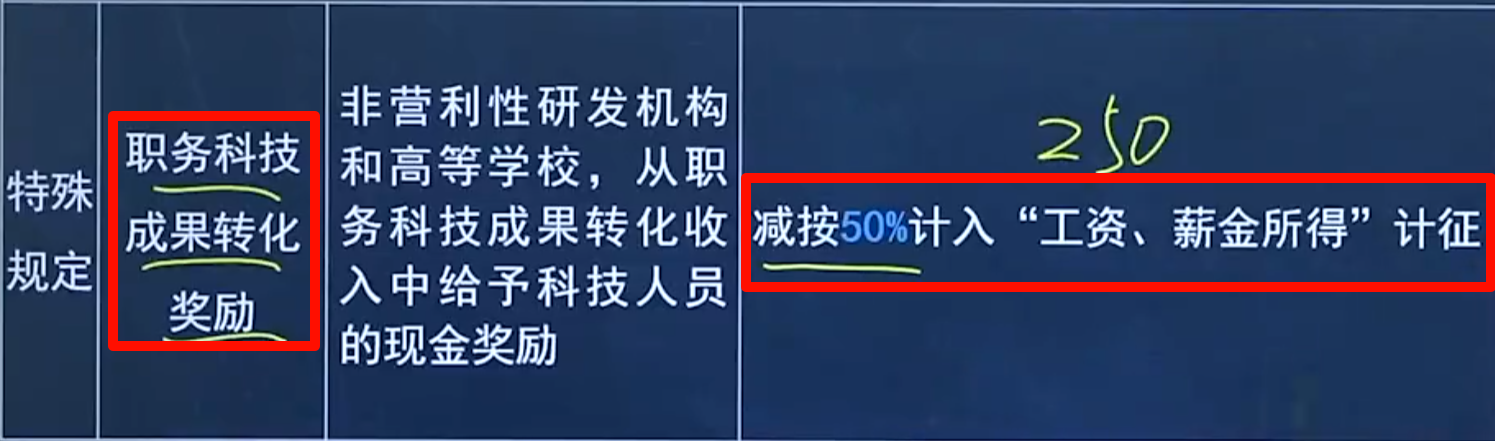 特殊
规定
职务科技
成果转化
奖励
非营利性研发机构
和高等学校，从职
务科技成果转化收
入中给予科技人员
的现金奖励
250
减按50%计入“工资、薪金所得”计征